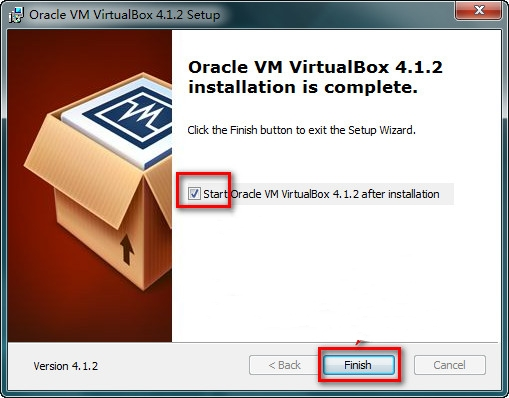 Oracle VM VirtualBox 4.1.2 Setup
Oracle VM VirtualBox 4.1.2
installation is complete.
Click the Finish button to exit the Setup Wizard.
Start Oracle VM VirtualBox 4.1.2 after installation
Version 4.1.2
< Back
Finish
Cancel